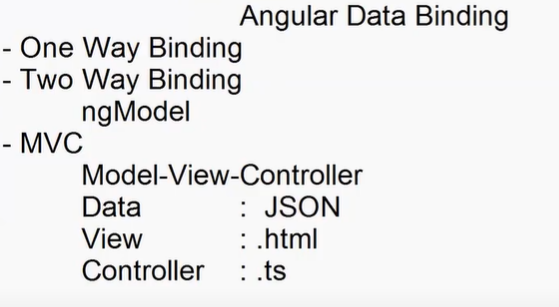 Angular Data Binding
- One Way Binding
- Two Way Binding
ngModel
- MVC
Model-View-Controller
Data : JSON
View : .html
Controller : .ts